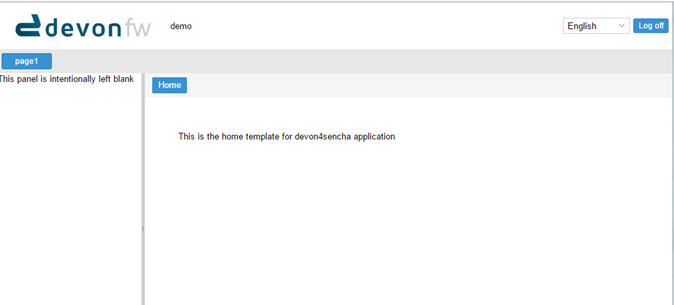 devonfw
demo
English
Log off
page1
This panel is intentionally left blank
Home
This is the home template for devon4sencha application